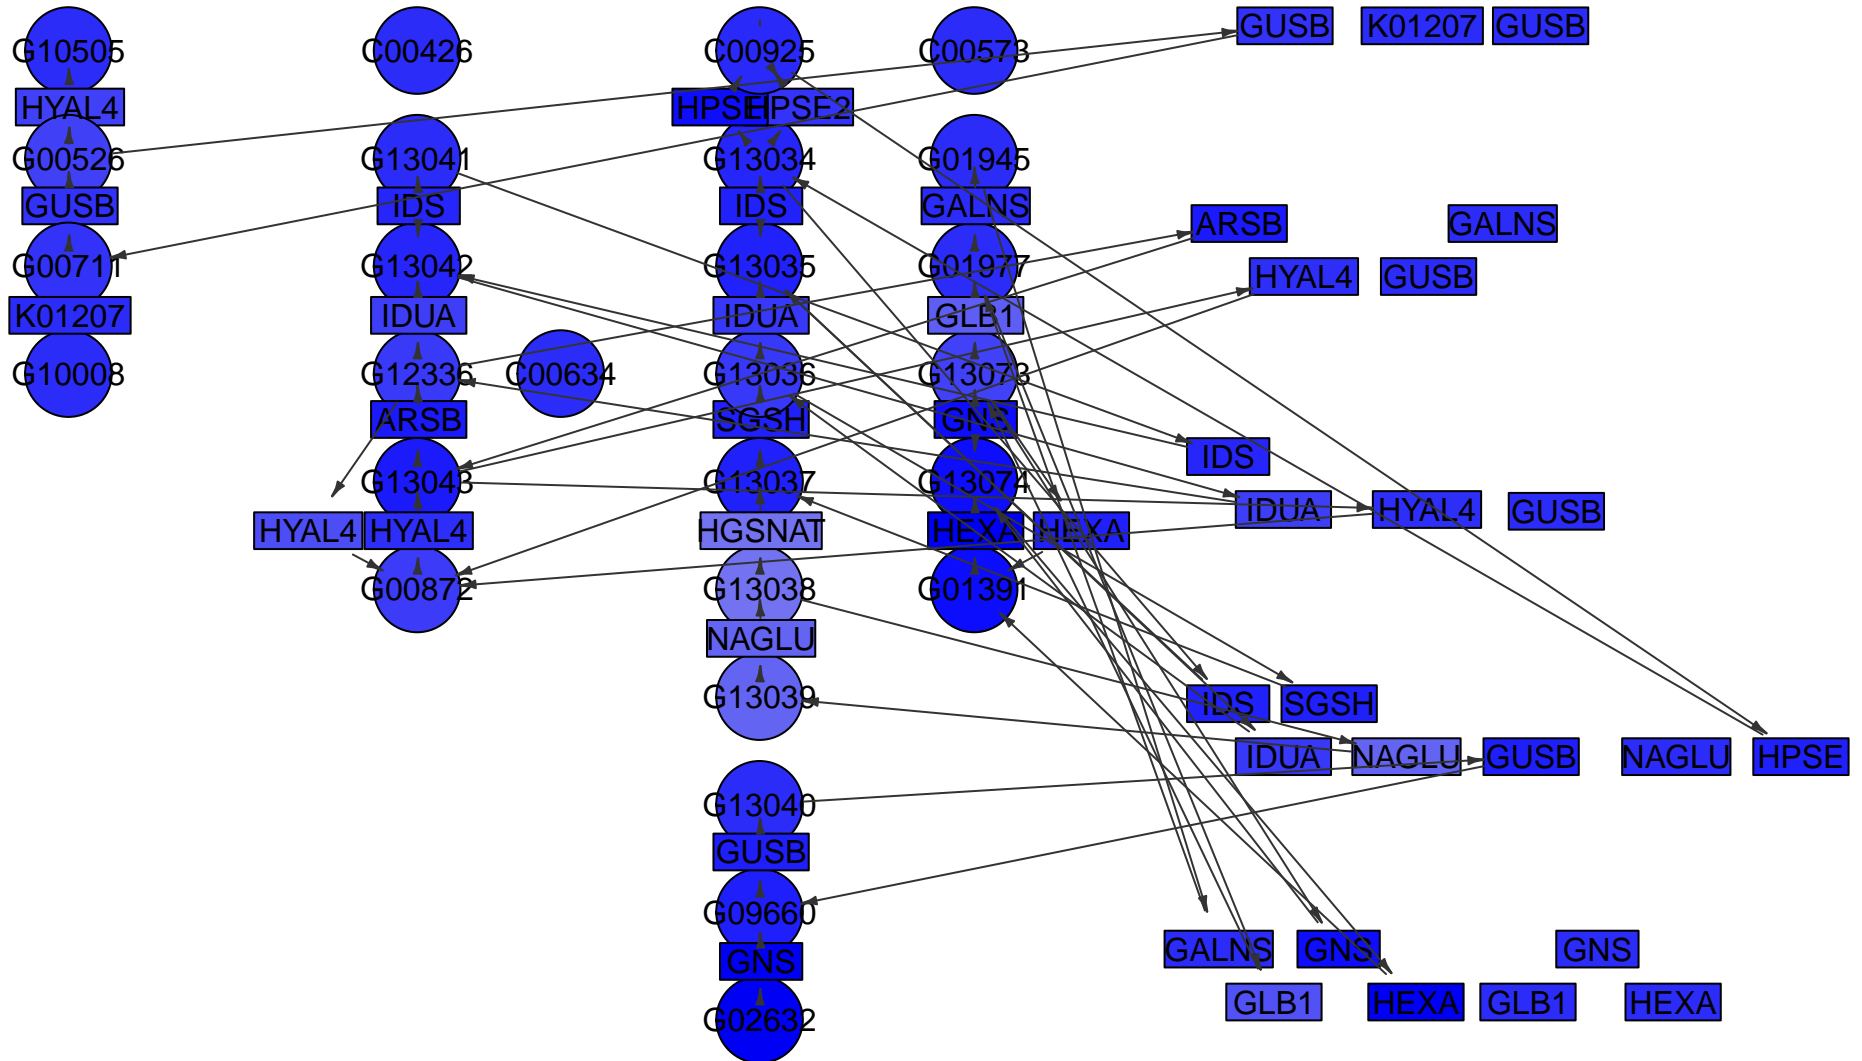 G10505 C00426 C00925 C00573 GUSB K01207 GUSB
HYAL4 HPSE HPSE2
G00526 G13041 G13034 G01945
GUSB IDS IDS GALNS ARSB GALNS
G00711 G13042 G13035 G01977 HYAL4 GUSB
K01207 IDUA IDUA GLB1
G10008 G12336 C00634 G13036 G13073
ARSB SGSH GNS IDS
G13043 G13037 G13074 IDUA HYAL4 GUSB
HYAL4 HYAL4 HGSNAT HEXA HEXA
G00872 G13038 G01391
NAGLU
G13039 IDS SGSH
IDUA NAGLU GUSB NAGLU HPSE
G13040
GUSB
G09660 GALNS GNS GNS
GNS
G02632 GLB1 HEXA GLB1 HEXA